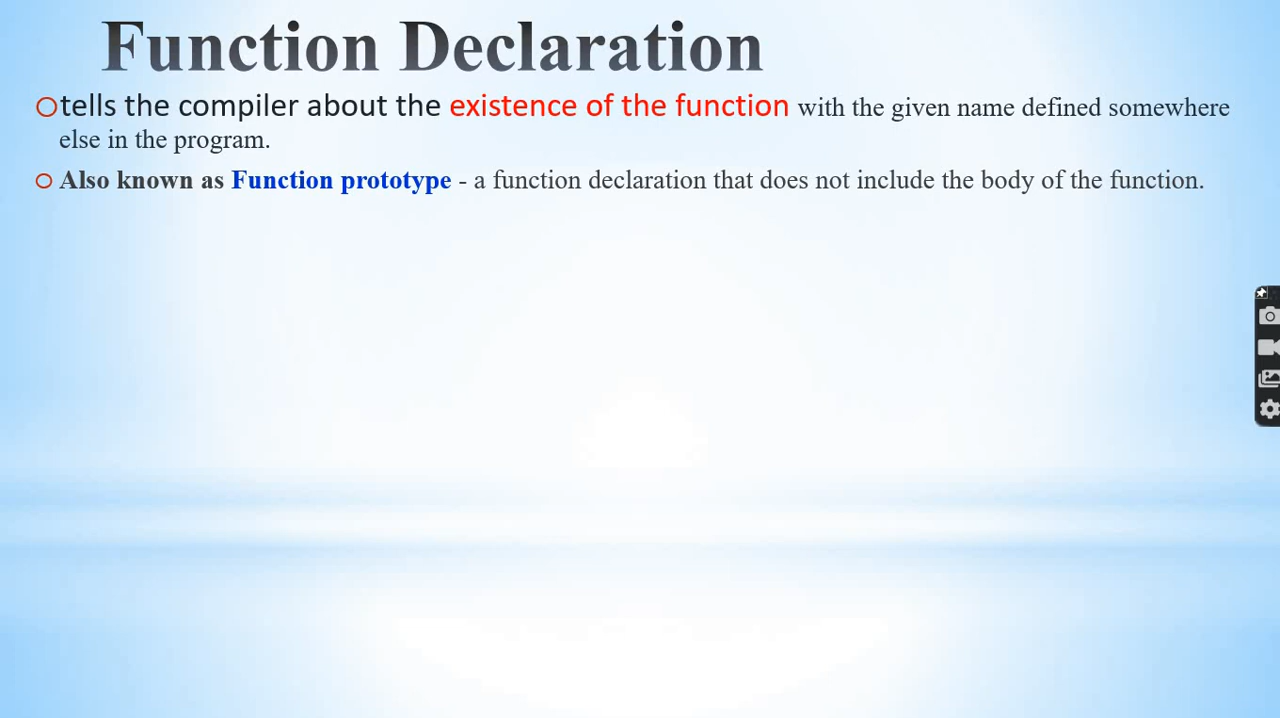 Function Declaration
tells the compiler about the existence of the function with the given name defined somewhere
else in the program.
Also known as Function prototype - a function declaration that does not include the body of the function.